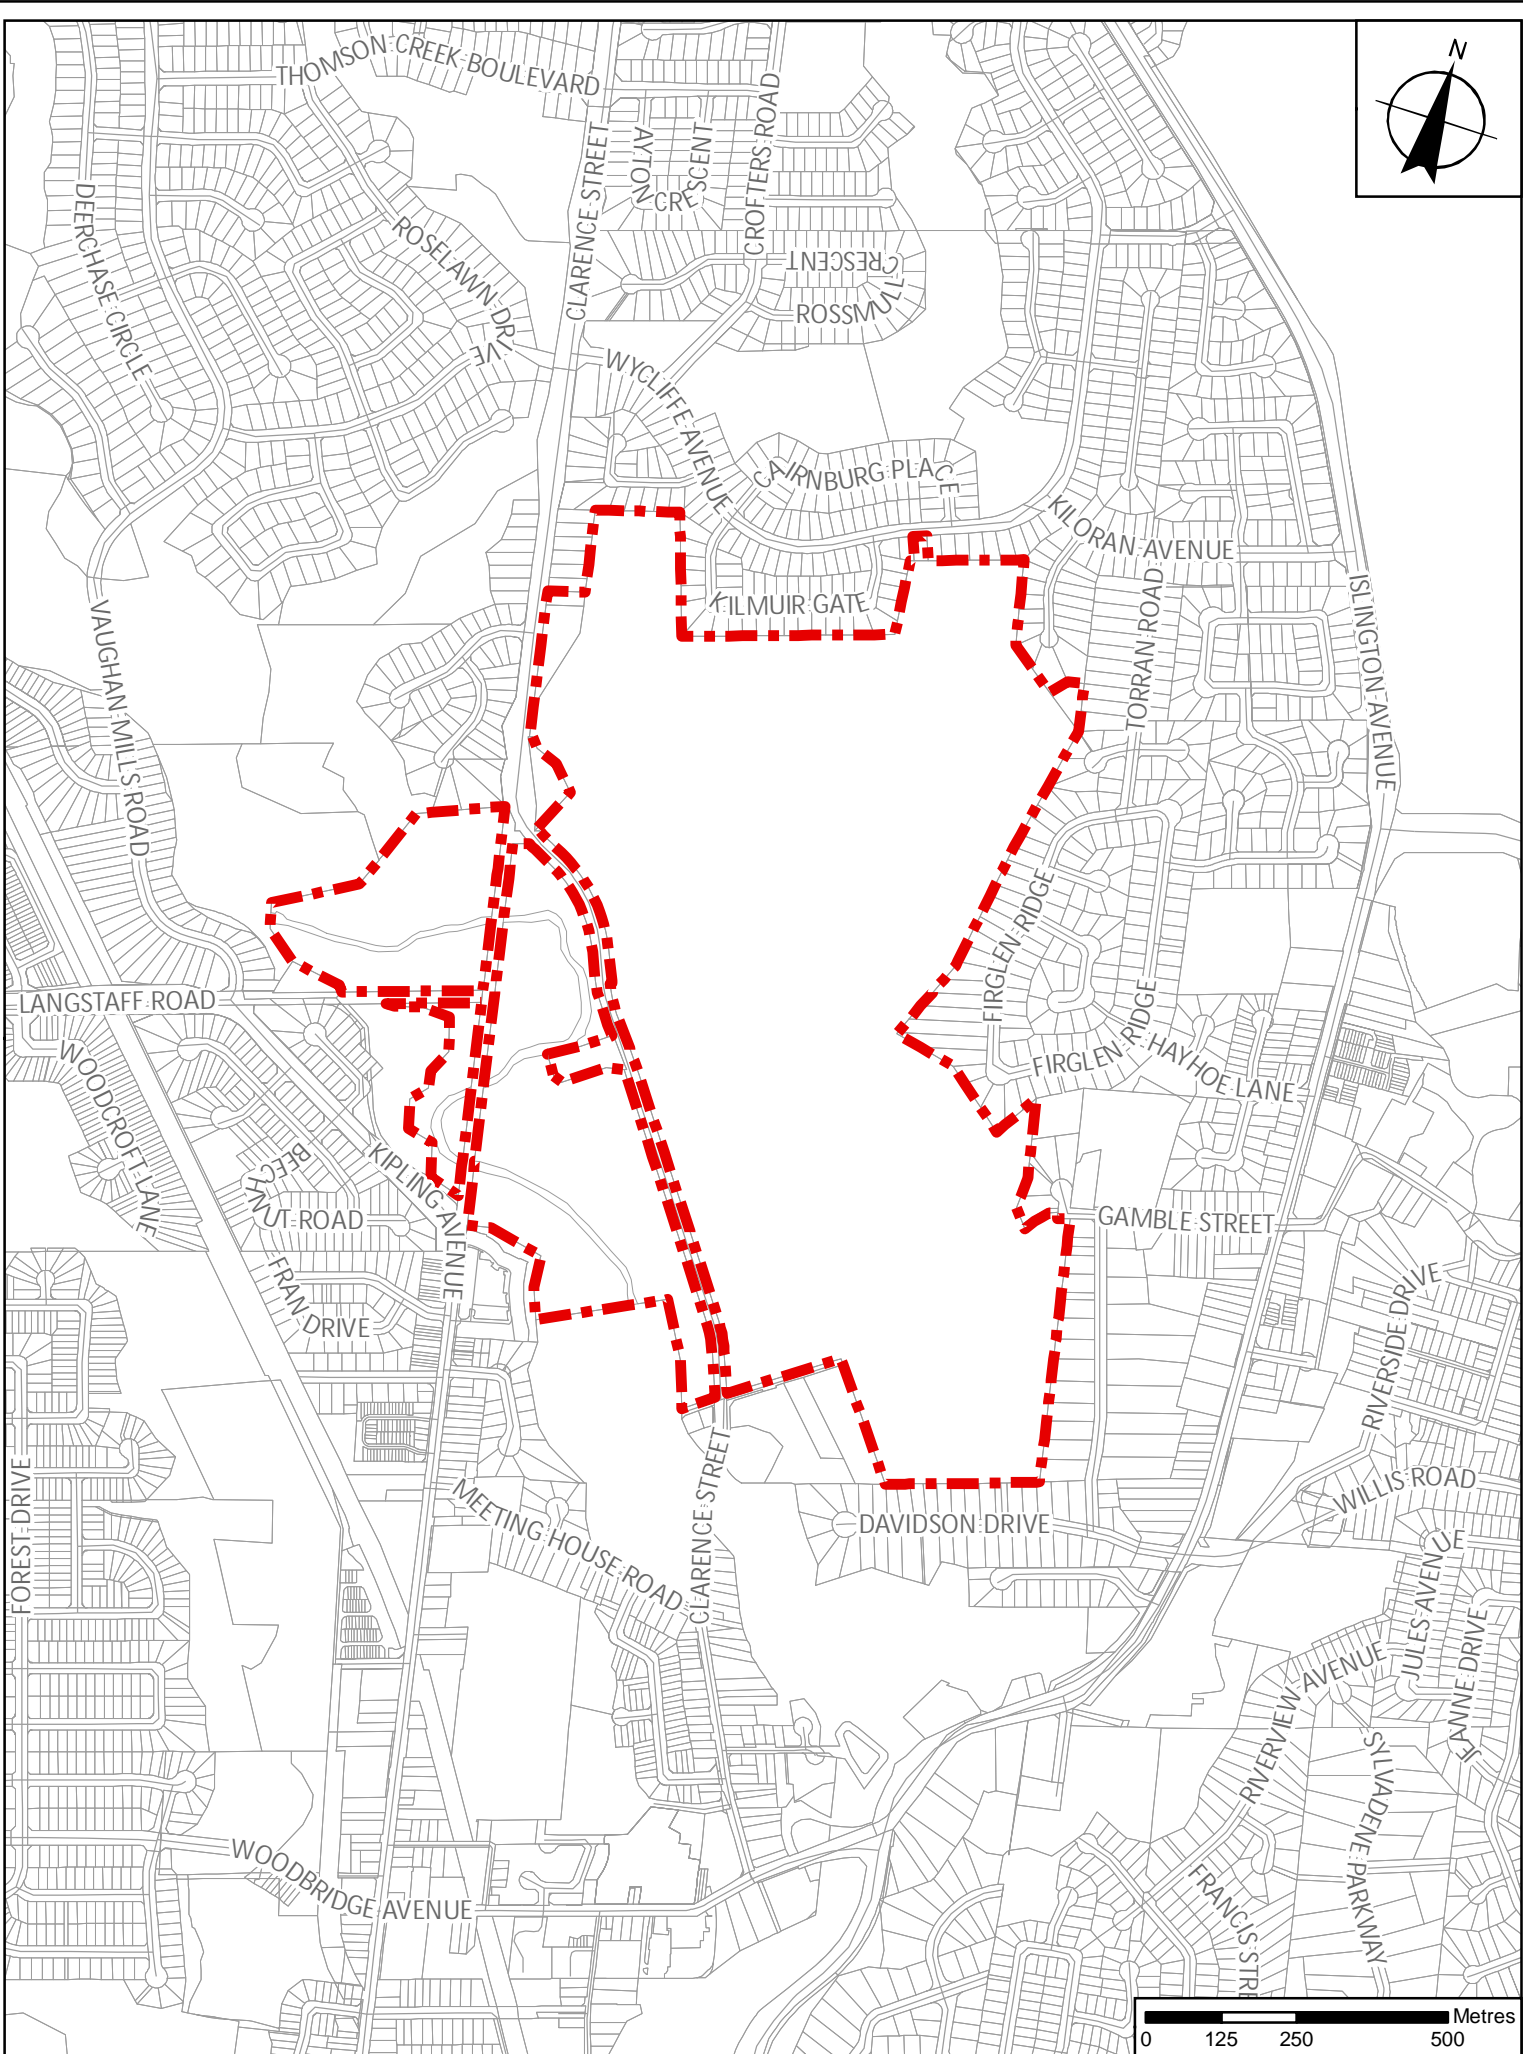 N
THOMSON CREEK BOULEVARD
CLARENCE STREET
AYTON
CRESCENT
CROFTERS ROAD
DEERCHASE CIRCLE
ROSELAWN DRIVE
CRESCENT
ROSSMULL
WYCLIFFE AVENUE
CAIRNBURG PLACE
KILORAN AVENUE
KILMUIR GATE
TORRAN ROAD
ISLINGTON AVENUE
VAUGHAN MILLS ROAD
FIRGLEN RIDGE
LANGSTAFF ROAD
WOODCROFT LANE
FIRGLEN RIDGE
HAYHOE LANE
BEECHNUT ROAD
KIPLING AVENUE
GAMBLE STREET
FRAN DRIVE
RIVERSIDE DRIVE
FOREST DRIVE
MEETING HOUSE ROAD
CLARENCE STREET
DAVIDSON DRIVE
WILLIS ROAD
JULES AVENUE
JEANNE DRIVE
RIVERVIEW AVENUE
SYLVADENE PARKWAY
WOODBRIDGE AVENUE
FRANCIS STRE
Metres
0 125 250 500